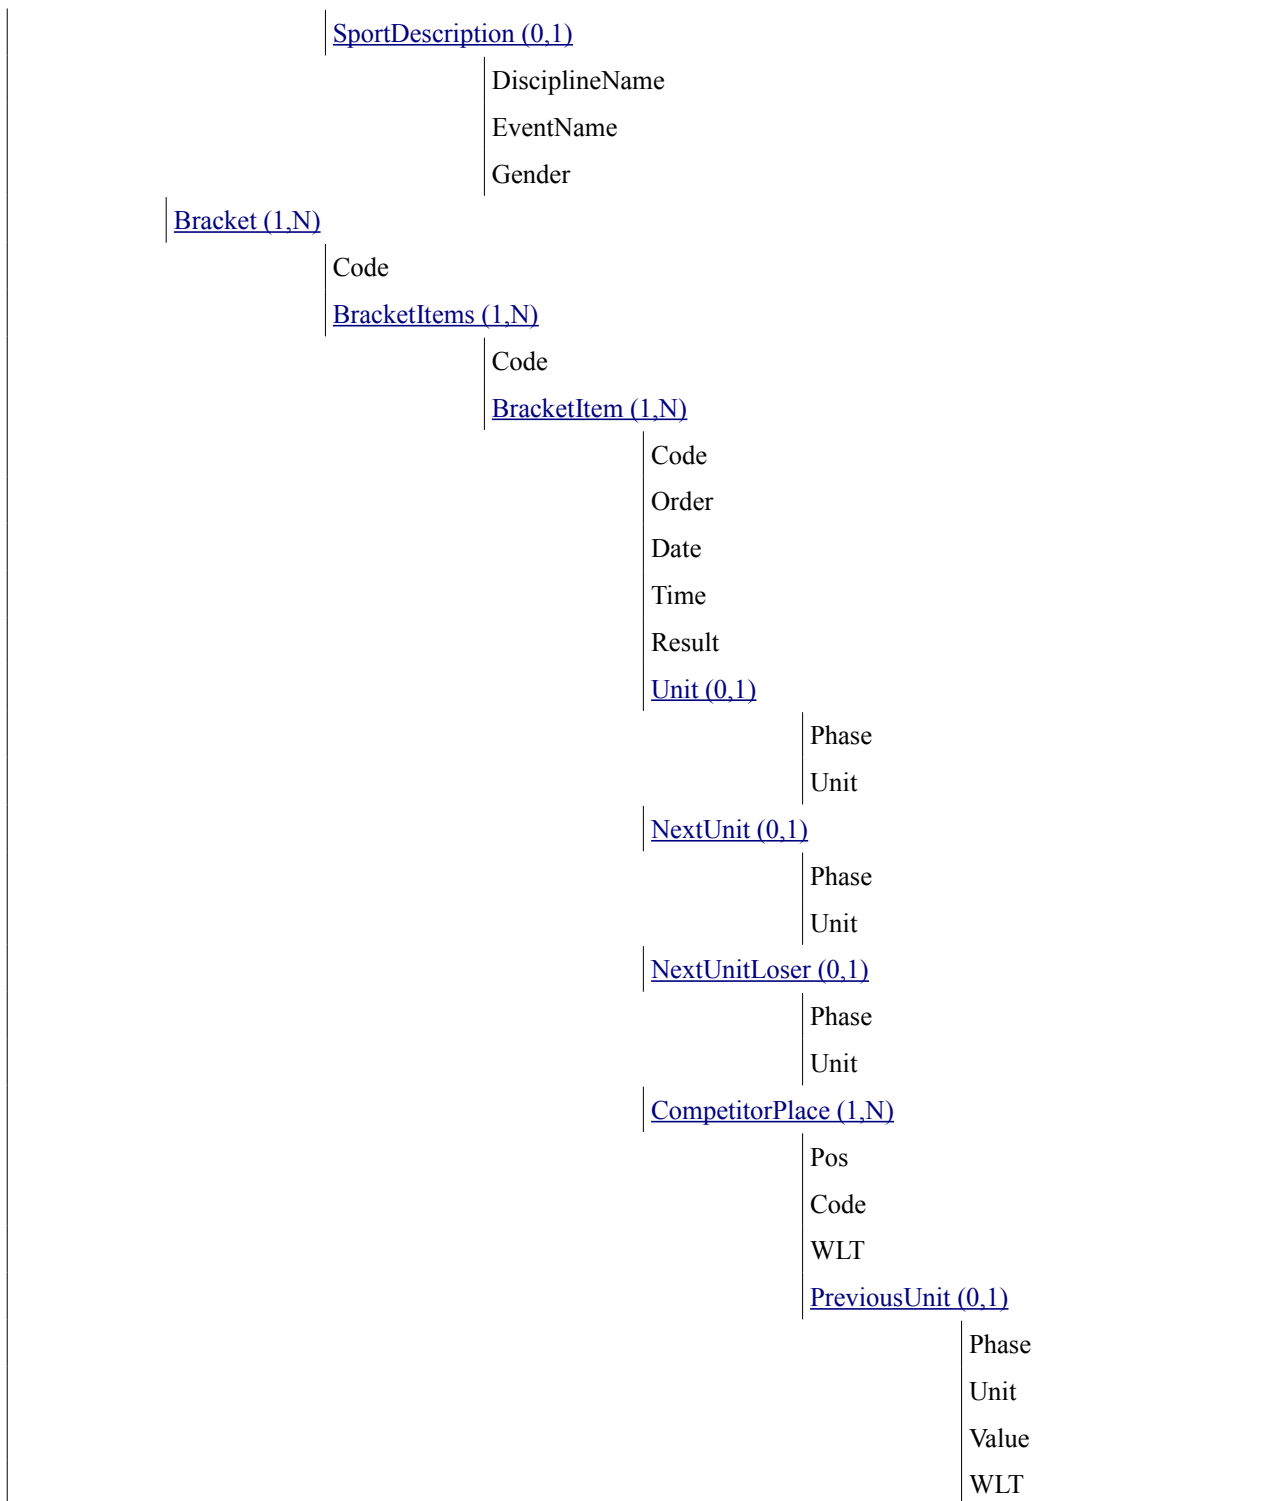 SportDescription (0,1)
DisciplineName
EventName
Gender
Bracket (1,N)
Code
BracketItems (1,N)
Code
BracketItem (1,N)
Code
Order
Date
Time
Result
Unit (0,1)
Phase
Unit
NextUnit (0,1)
Phase
Unit
NextUnitLoser (0,1)
Phase
Unit
CompetitorPlace (1,N)
Pos
Code
WLT
PreviousUnit (0,1)
Phase
Unit
Value
WLT